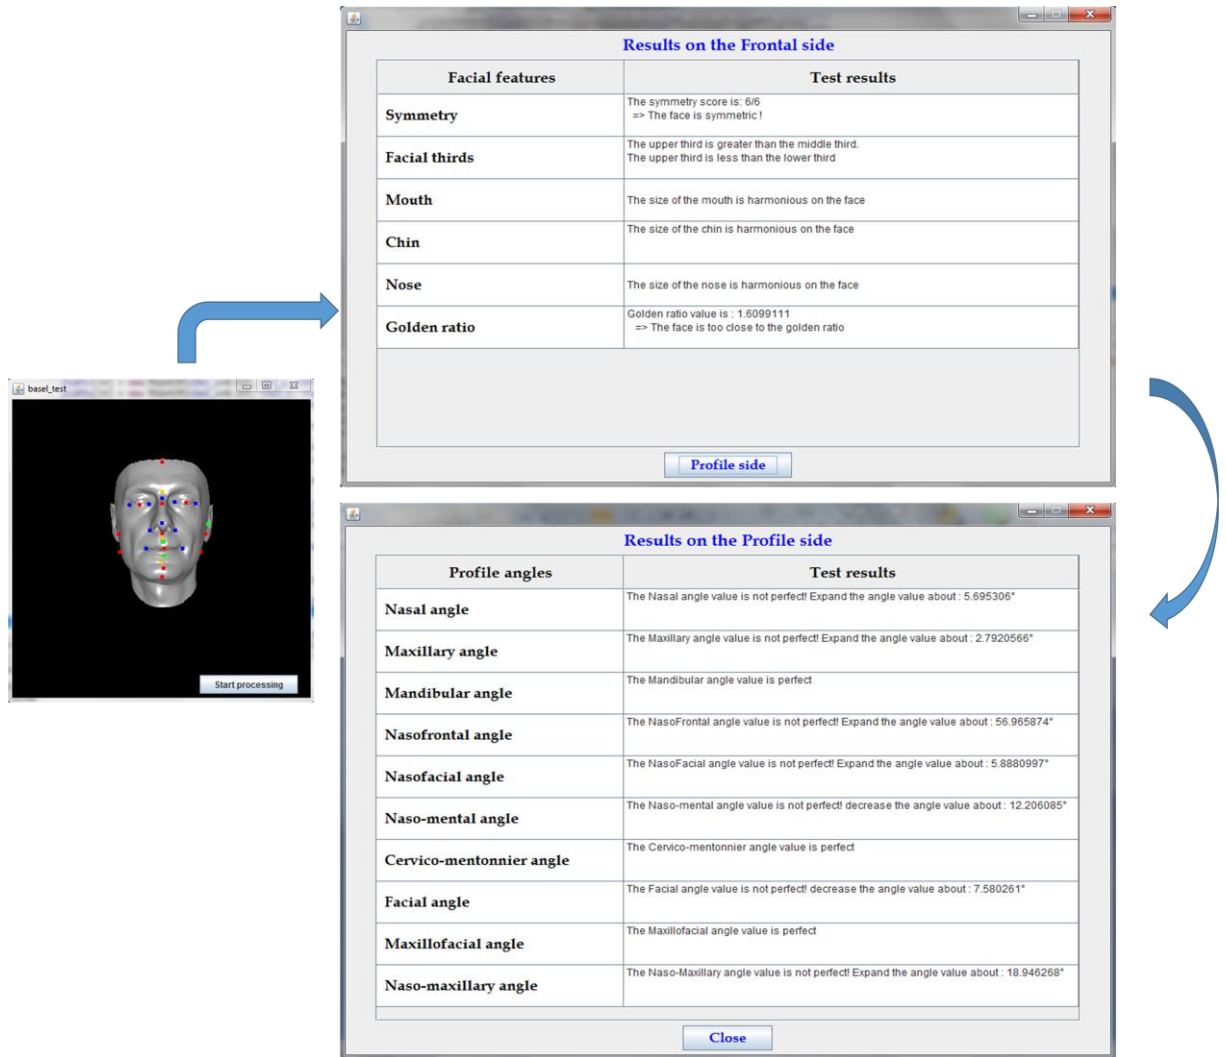 Results on the Frontal side
Facial features
Test results
Symmetry
The symmetry score is: 6/6
=> The face is symmetric !
Facial thirds
The upper third is greater than the middle third.
The upper third is less than the lower third
Mouth
The size of the mouth is harmonious on the face
Chin
The size of the chin is harmonious on the face
Nose
The size of the nose is harmonious on the face
Golden ratio
Golden ratio value is : 1.6099111
=> The face is too close to the golden ratio
Profile side
basel_test
Start processing
Results on the Profile side
Profile angles
Test results
Nasal angle
The Nasal angle value is not perfect! Expand the angle value about : 5.695306°
Maxillary angle
The Maxillary angle value is not perfect! Expand the angle value about : 2.7920566°
Mandibular angle
The Mandibular angle value is perfect
Nasofrontal angle
The NasoFrontal angle value is not perfect! Expand the angle value about : 56.965874°
Nasofacial angle
The NasoFacial angle value is not perfect! Expand the angle value about : 5.8880997°
Naso-mental angle
The Naso-mental angle value is not perfect! decrease the angle value about : 12.206085°
Cervico-mentonnier angle
The Cervico-mentonnier angle value is perfect
Facial angle
The Facial angle value is not perfect! decrease the angle value about : 7.580261°
Maxillofacial angle
The Maxillofacial angle value is perfect
Naso-maxillary angle
The Naso-Maxillary angle value is not perfect! Expand the angle value about : 18.946268°
Close